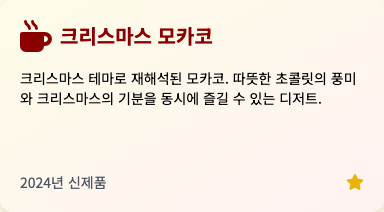 크리스마스 모카코
크리스마스 테마로 재해석된 모카코. 따뜻한 초콜릿의 풍미
와 크리스마스의 기분을 동시에 즐길 수 있는 디저트.
2024년 신제품